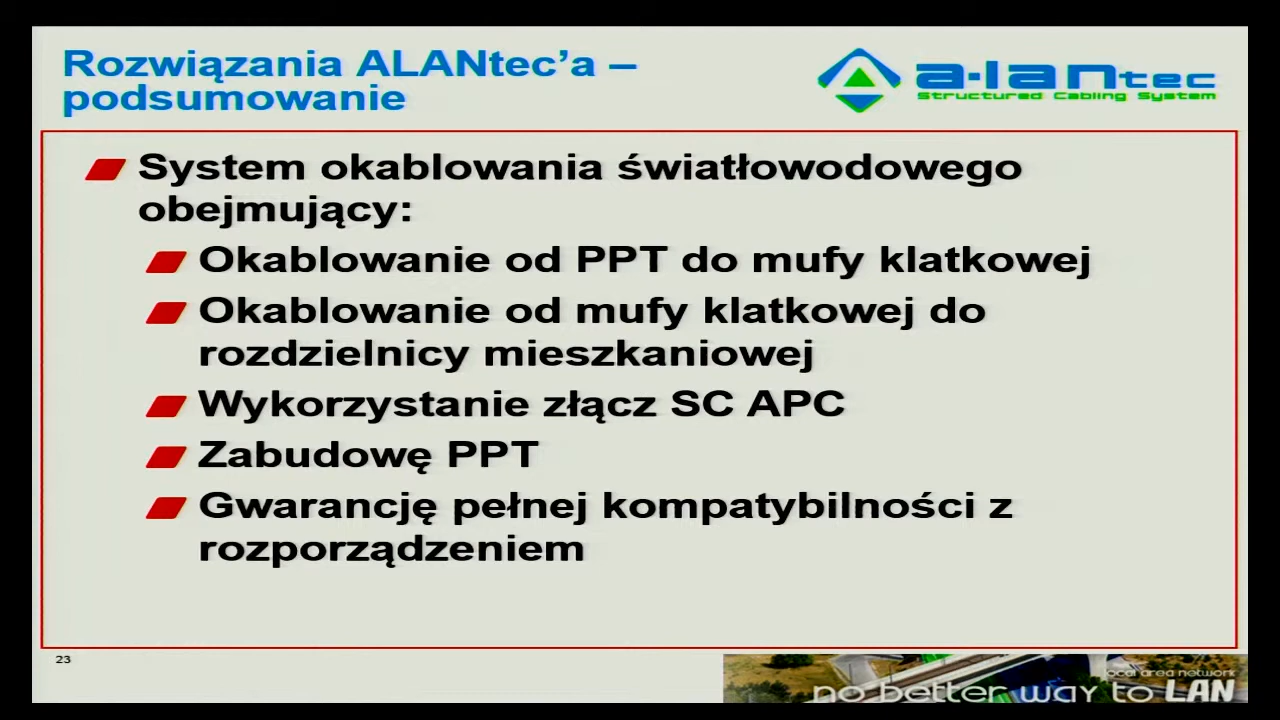 Rozwiązania ALANtec’a –
podsumowanie
a·lantec
Structured Cabling System
System okablowania światłowodowego
obejmujący:
Okablowanie od PPT do mufy klatkowej
Okablowanie od mufy klatkowej do
rozdzielnicy mieszkaniowej
Wykorzystanie złącz SC APC
Zabudowę PPT
Gwarancję pełnej kompatybilności z
rozporządzeniem
23
local area network
no better way to LAN